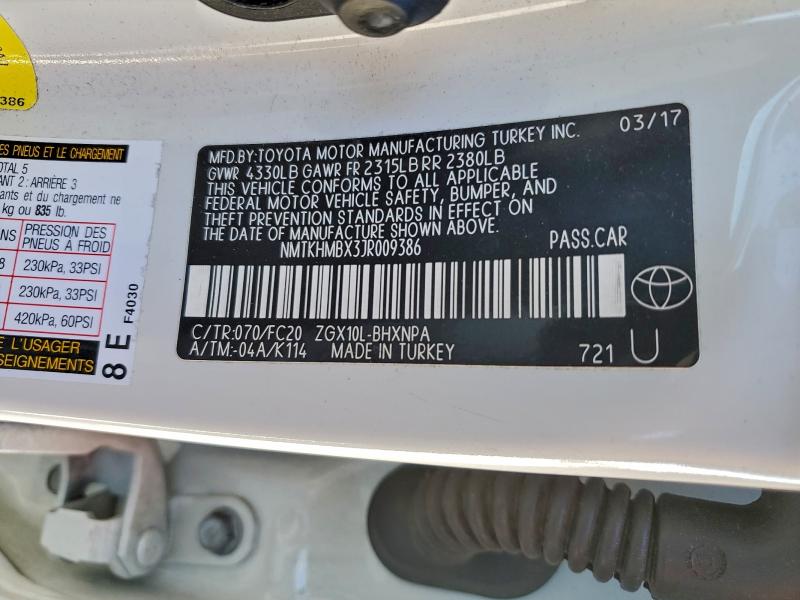 386
ES PNEUS ET LE CHARGEMENT
OTAL 5
ANT 2 : ARRIÈRE 3
ants et du chargement ne
kg ou 835 lb.
NS PRESSION DES
PNEUS À FROID
8 230kPa, 33PSI
230kPa, 33PSI
420kPa, 60PSI
E L'USAGER
SEIGNEMENTS
8 E
F4030
MFD.BY:TOYOTA MOTOR MANUFACTURING TURKEY INC. 03/17
GVWR 4330LB GAWR FR 2315LB RR 2380LB
THIS VEHICLE CONFORMS TO ALL APPLICABLE
FEDERAL MOTOR VEHICLE SAFETY, BUMPER, AND
THEFT PREVENTION STANDARDS IN EFFECT ON
THE DATE OF MANUFACTURE SHOWN ABOVE.
NMTKHMBX3JR009386 PASS.CAR
C/TR:070/FC20 ZGX10L-BHXNPA
A/TM:-04A/K114 MADE IN TURKEY 721 U